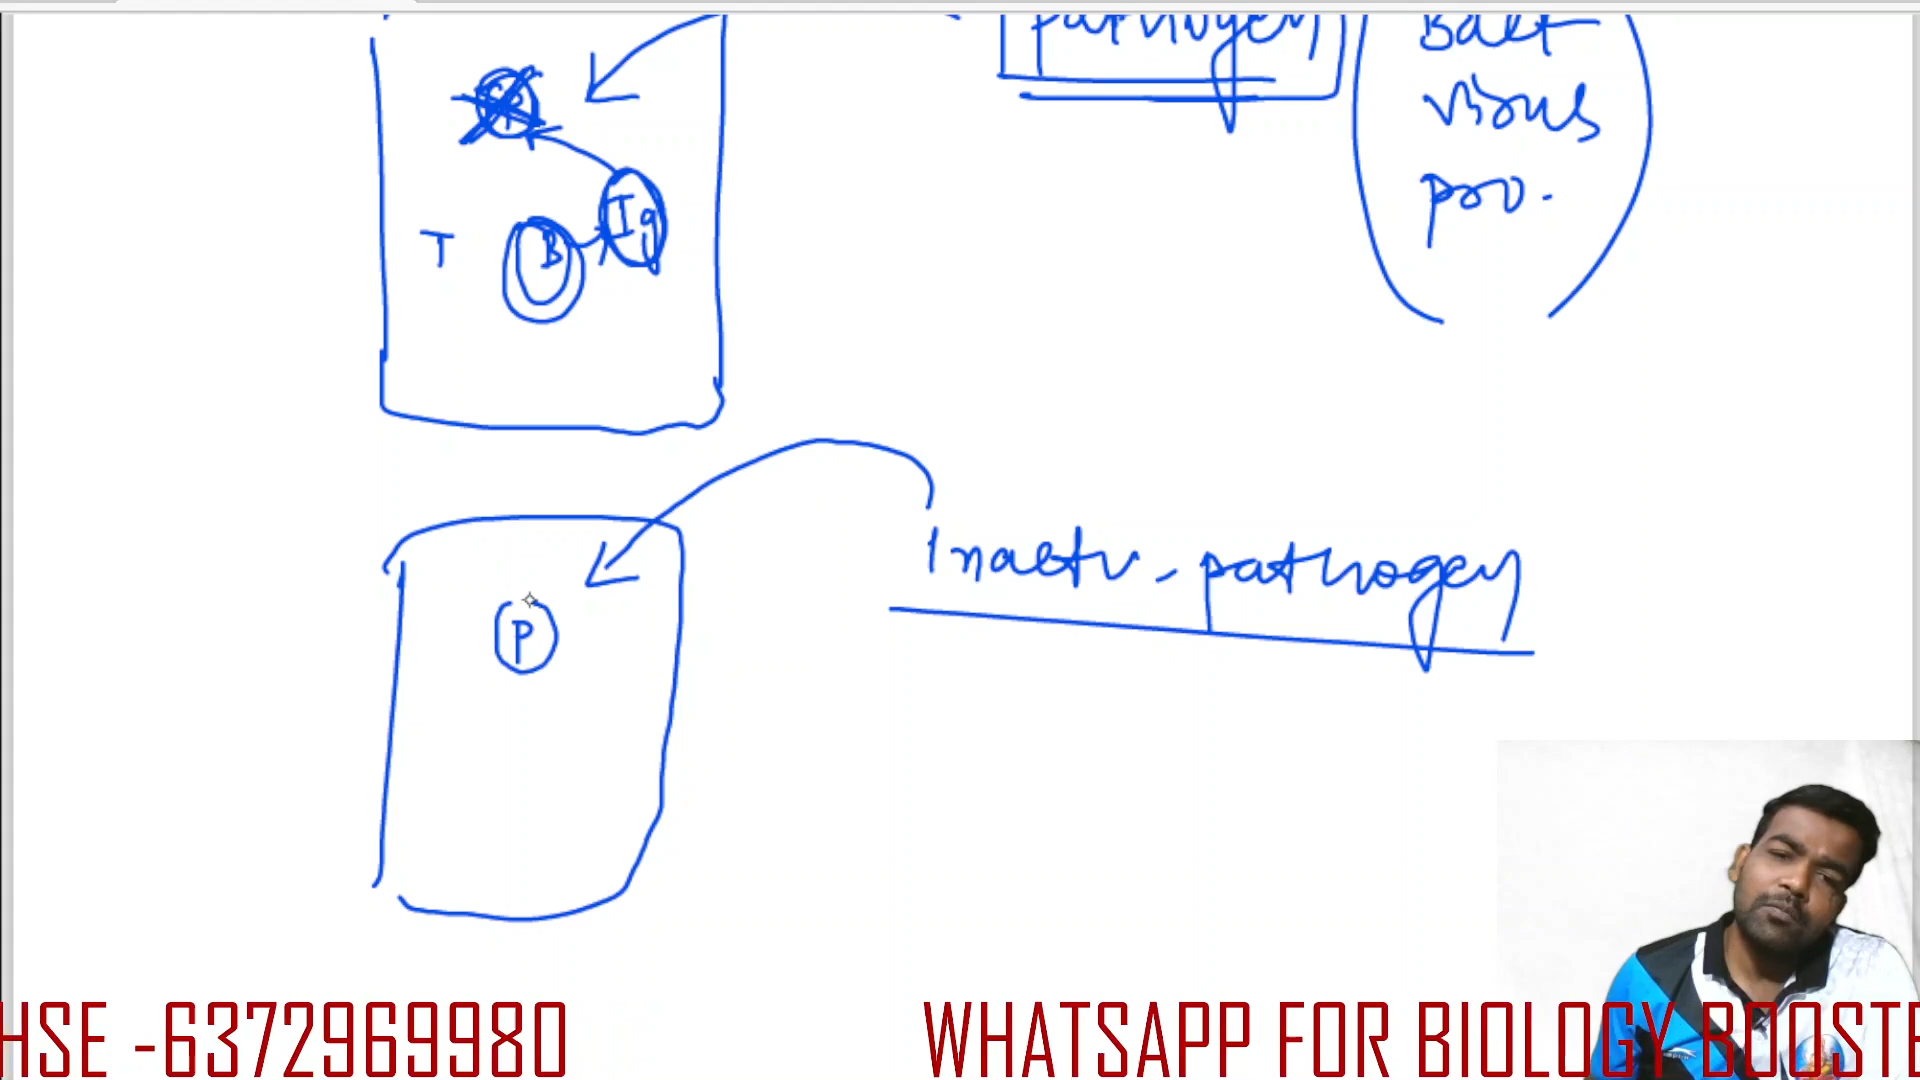 pathogen
Bact
virus
pro.
P
Ig
T B
Inactv - pathogen
P
HSE -6372969980 WHATSAPP FOR BIOLOGY BOOSTE